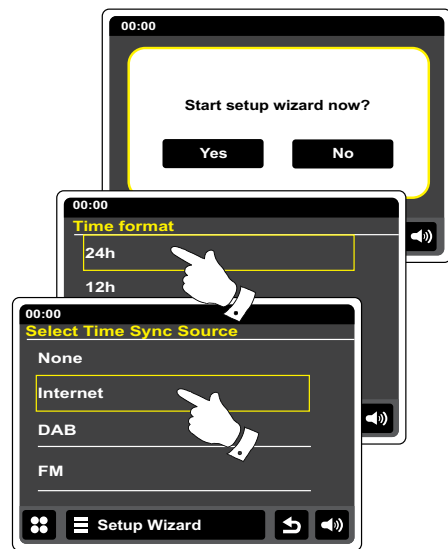 00:00
Start setup wizard now?
Yes No
00:00
Time format
24h
12h
00:00
Select Time Sync Source
None
Internet
DAB
FM
Setup Wizard